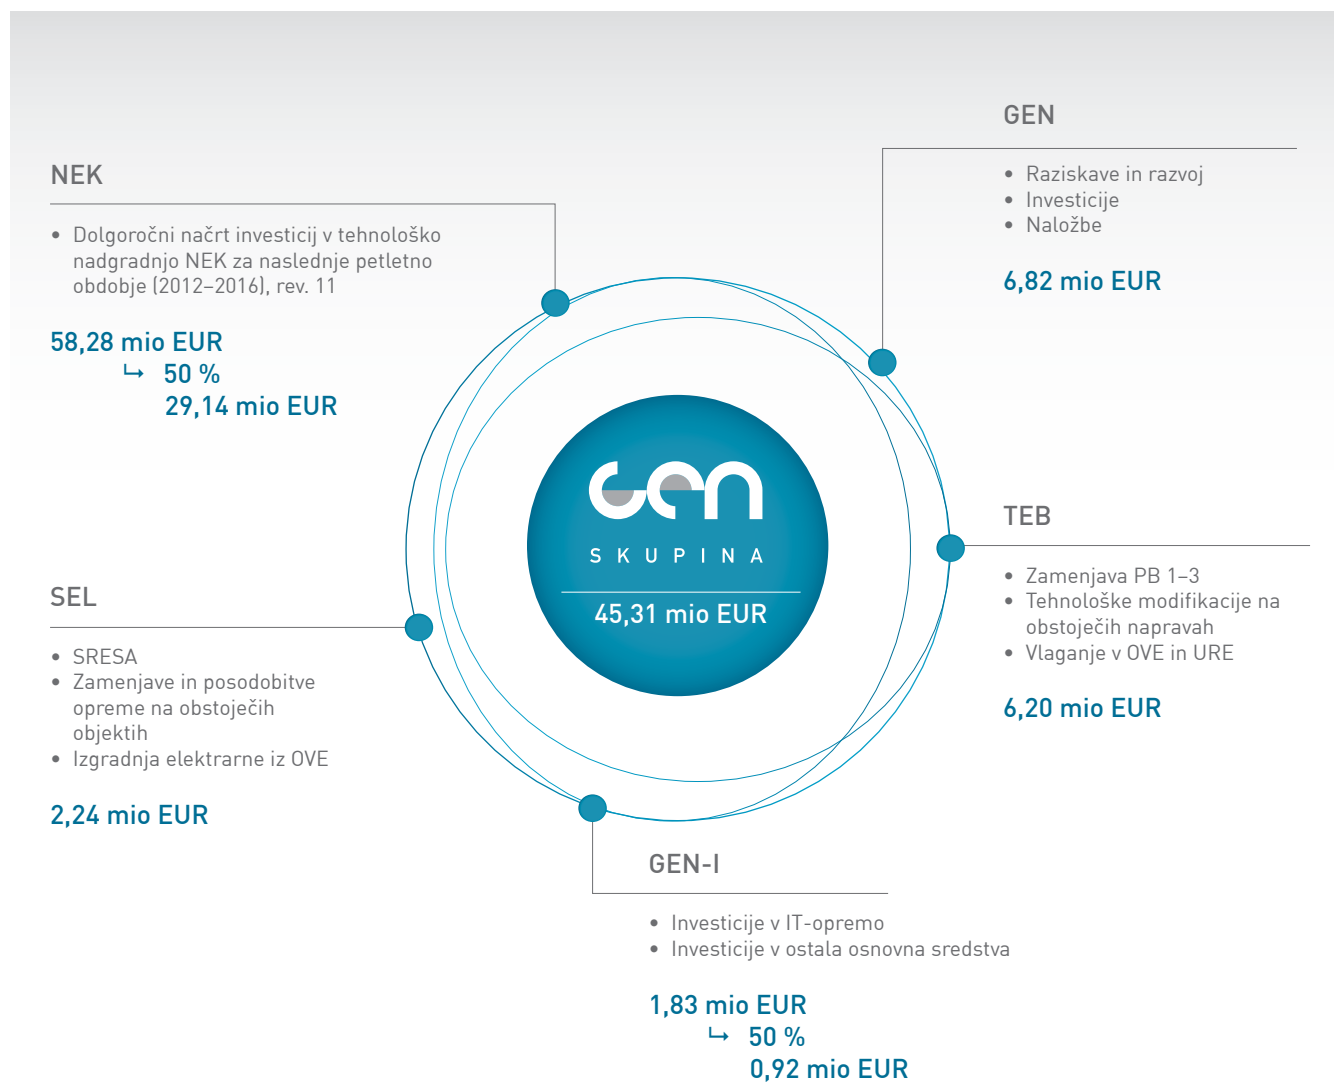 GEN
• Raziskave in razvoj
• Investicije
• Naložbe
6,82 mio EUR
NEK
• Dolgoročni načrt investicij v tehnološko
nadgradnjo NEK za naslednje petletno
obdobje (2012–2016), rev. 11
58,28 mio EUR
↳ 50 %
29,14 mio EUR
gen
SKUPINA
45,31 mio EUR
TEB
• Zamenjava PB 1–3
• Tehnološke modifikacije na
obstoječih napravah
• Vlaganje v OVE in URE
6,20 mio EUR
SEL
• SRESA
• Zamenjave in posodobitve
opreme na obstoječih
objektih
• Izgradnja elektrarne iz OVE
2,24 mio EUR
GEN-I
• Investicije v IT-opremo
• Investicije v ostala osnovna sredstva
1,83 mio EUR
↳ 50 %
0,92 mio EUR